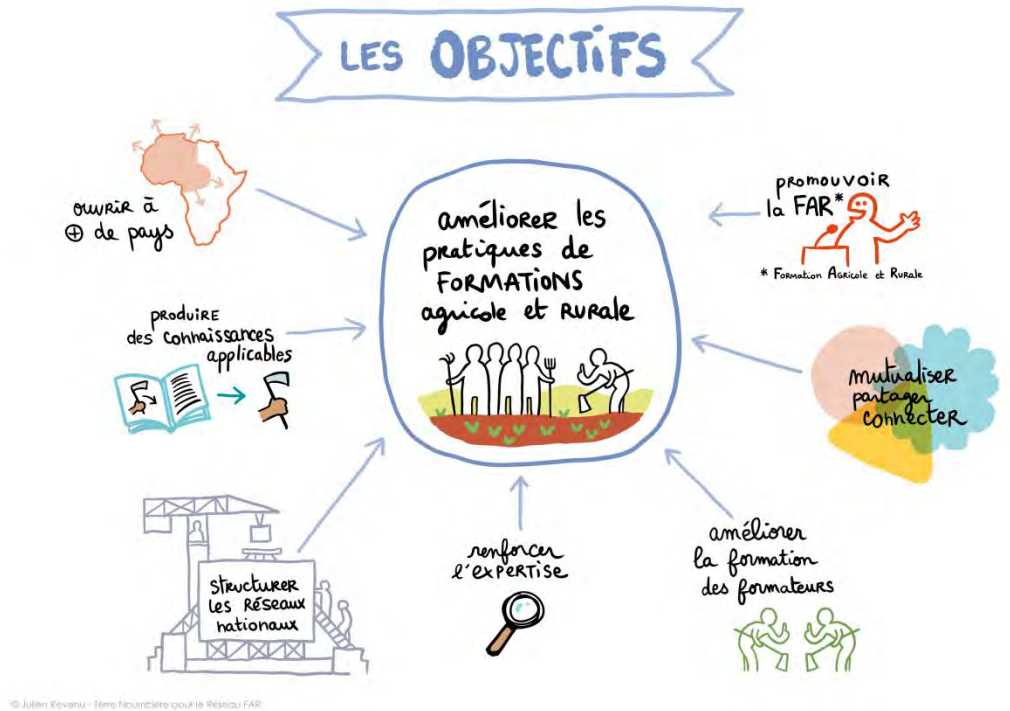 LES OBJECTIFS
ouvrir à
+ de pays
produire
des connaissances
applicables
structurer
les réseaux
nationaux
renforcer
l'expertise
améliorer
la formation
des formateurs
mutualiser
partager
connecter
promouvoir
la FAR*
* Formation Agricole et Rurale
améliorer les
pratiques de
FORMATIONS
agricole et rurale
© Julien Revenu - Terre Nourricière pour le Réseau FAR